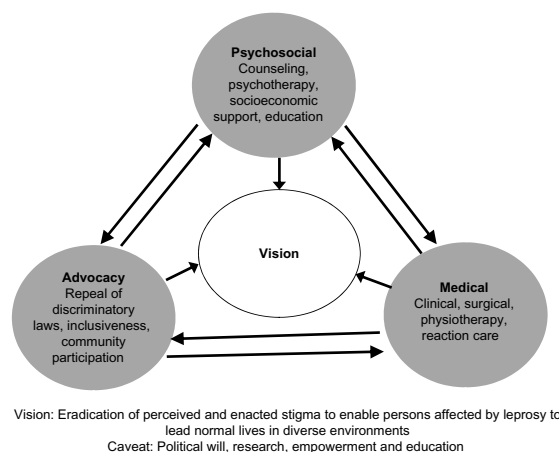 Psychosocial
Counseling,
psychotherapy,
socioeconomic
support, education
Vision
Advocacy
Repeal of
discriminatory
laws, inclusiveness,
community
participation
Medical
Clinical, surgical,
physiotherapy,
reaction care
Vision: Eradication of perceived and enacted stigma to enable persons affected by leprosy to
lead normal lives in diverse environments
Caveat: Political will, research, empowerment and education